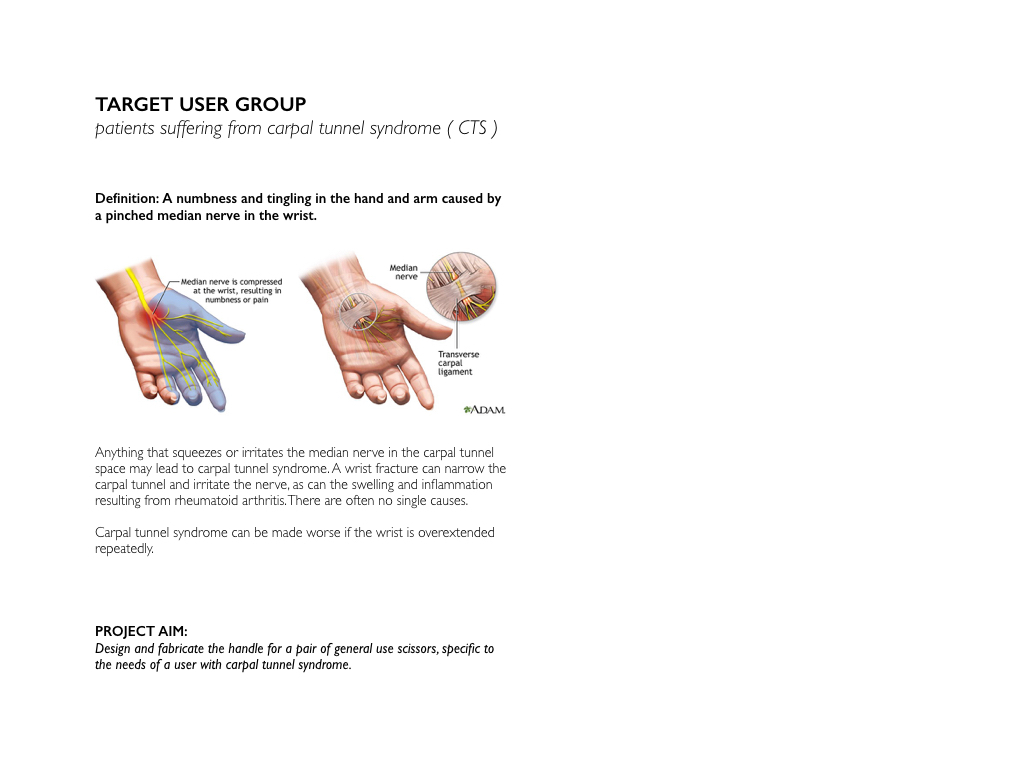 TARGET USER GROUP
patients suffering from carpal tunnel syndrome ( CTS )
Definition: A numbness and tingling in the hand and arm caused by
a pinched median nerve in the wrist.
Median nerve is compressed
at the wrist, resulting in
numbness or pain
Median
nerve
Transverse
carpal
ligament
ADAM.
Anything that squeezes or irritates the median nerve in the carpal tunnel
space may lead to carpal tunnel syndrome. A wrist fracture can narrow the
carpal tunnel and irritate the nerve, as can the swelling and inflammation
resulting from rheumatoid arthritis. There are often no single causes.
Carpal tunnel syndrome can be made worse if the wrist is overextended
repeatedly.
PROJECT AIM:
Design and fabricate the handle for a pair of general use scissors, specific to
the needs of a user with carpal tunnel syndrome.